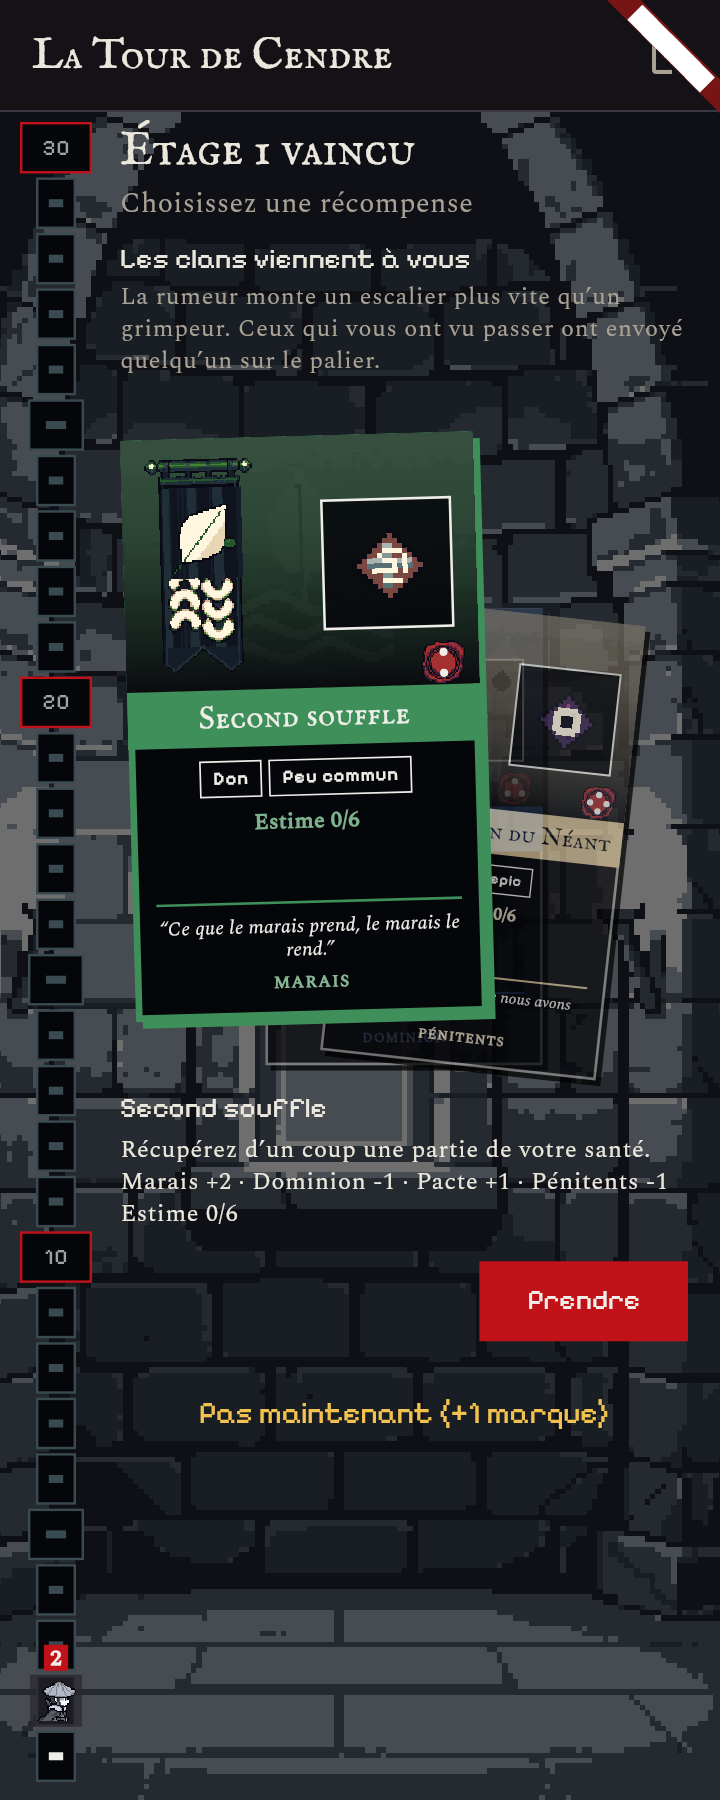 La Tour de Cendre
30
Étage 1 vaincu
Choisissez une récompense
Les clans viennent à vous
La rumeur monte un escalier plus vite qu’un
grimpeur. Ceux qui vous ont vu passer ont envoyé
quelqu’un sur le palier.
Second souffle
Don
Peu commun
Estime 0/6
“Ce que le marais prend, le marais le
rend.”
MARAIS
du Néant
0/6
nous avons
DOMINION
PÉNITENTS
20
Second souffle
Récupérez d’un coup une partie de votre santé.
Marais +2 · Dominion -1 · Pacte +1 · Pénitents -1
Estime 0/6
10
Prendre
Pas maintenant (+1 marque)
2